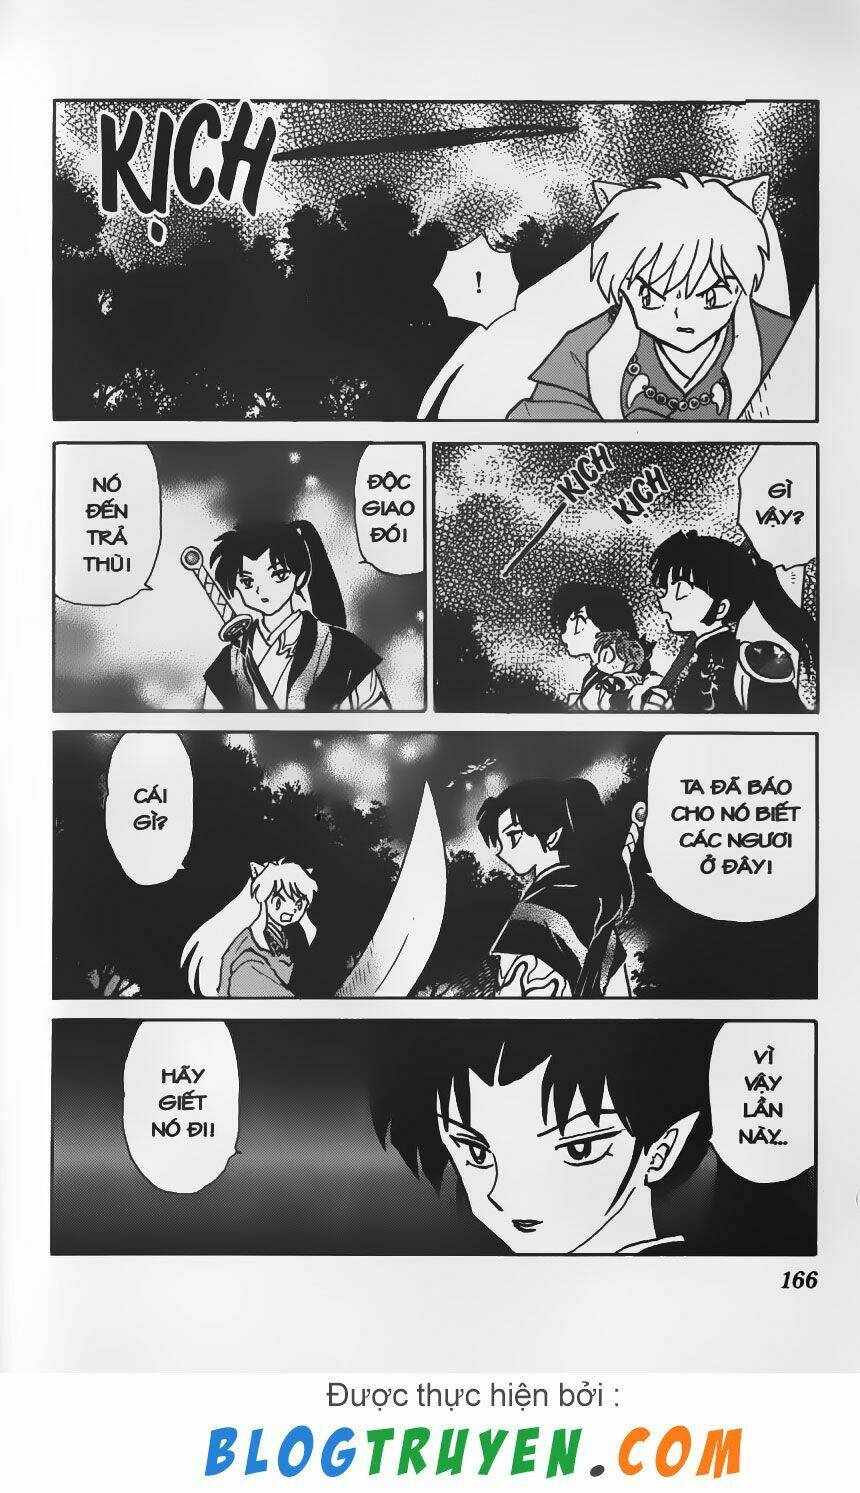 KỊCH
!
GÌ
VẬY?
KỊCH
KỊCH
ĐỘC
GIAO
ĐÓ!
NÓ
ĐẾN
TRẢ
THÙ!
TA ĐÃ BÁO
CHO NÓ BIẾT
CÁC NGƯƠI
Ở ĐÂY!
CÁI
GÌ?
VÌ
VẬY
LẦN
NÀY...
HÃY
GIẾT
NÓ ĐI!
166
Được thực hiện bởi :
BLOGTRUYEN.COM